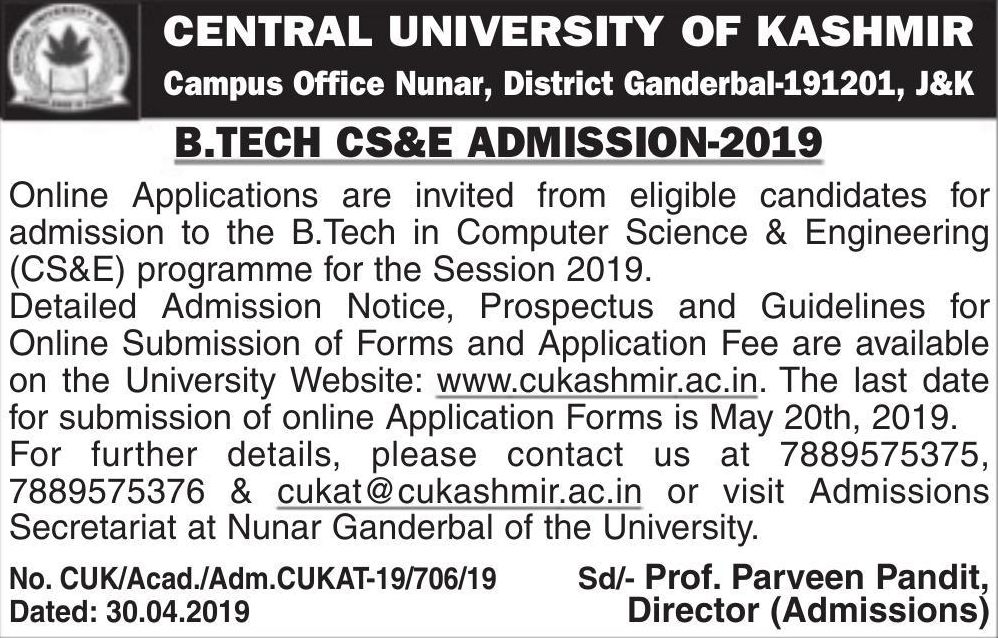 CENTRAL UNIVERSITY OF KASHMIR
Campus Office Nunar, District Ganderbal-191201, J&K
B.TECH CS&E ADMISSION-2019
Online Applications are invited from eligible candidates for
admission to the B.Tech in Computer Science & Engineering
(CS&E) programme for the Session 2019.
Detailed Admission Notice, Prospectus and Guidelines for
Online Submission of Forms and Application Fee are available
on the University Website: www.cukashmir.ac.in. The last date
for submission of online Application Forms is May 20th, 2019.
For further details, please contact us at 7889575375,
7889575376 & cukat@cukashmir.ac.in or visit Admissions
Secretariat at Nunar Ganderbal of the University.
No. CUK/Acad./Adm.CUKAT-19/706/19
Dated: 30.04.2019
Sd/- Prof. Parveen Pandit,
Director (Admissions)